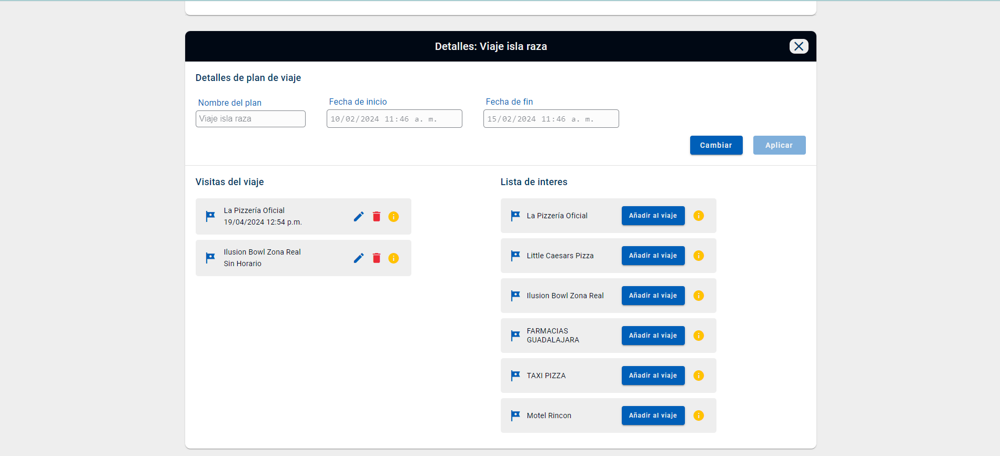 Detalles: Viaje isla raza
Detalles de plan de viaje
Nombre del plan
Viaje isla raza
Fecha de inicio
10/02/2024 11:46 a. m.
Fecha de fin
15/02/2024 11:46 a. m.
Cambiar
Aplicar
Visitas del viaje
La Pizzería Oficial
19/04/2024 12:54 p.m.
Ilusion Bowl Zona Real
Sin Horario
Lista de interes
La Pizzería Oficial
Añadir al viaje
Little Caesars Pizza
Añadir al viaje
Ilusion Bowl Zona Real
Añadir al viaje
FARMACIAS
GUADALAJARA
Añadir al viaje
TAXI PIZZA
Añadir al viaje
Motel Rincon
Añadir al viaje